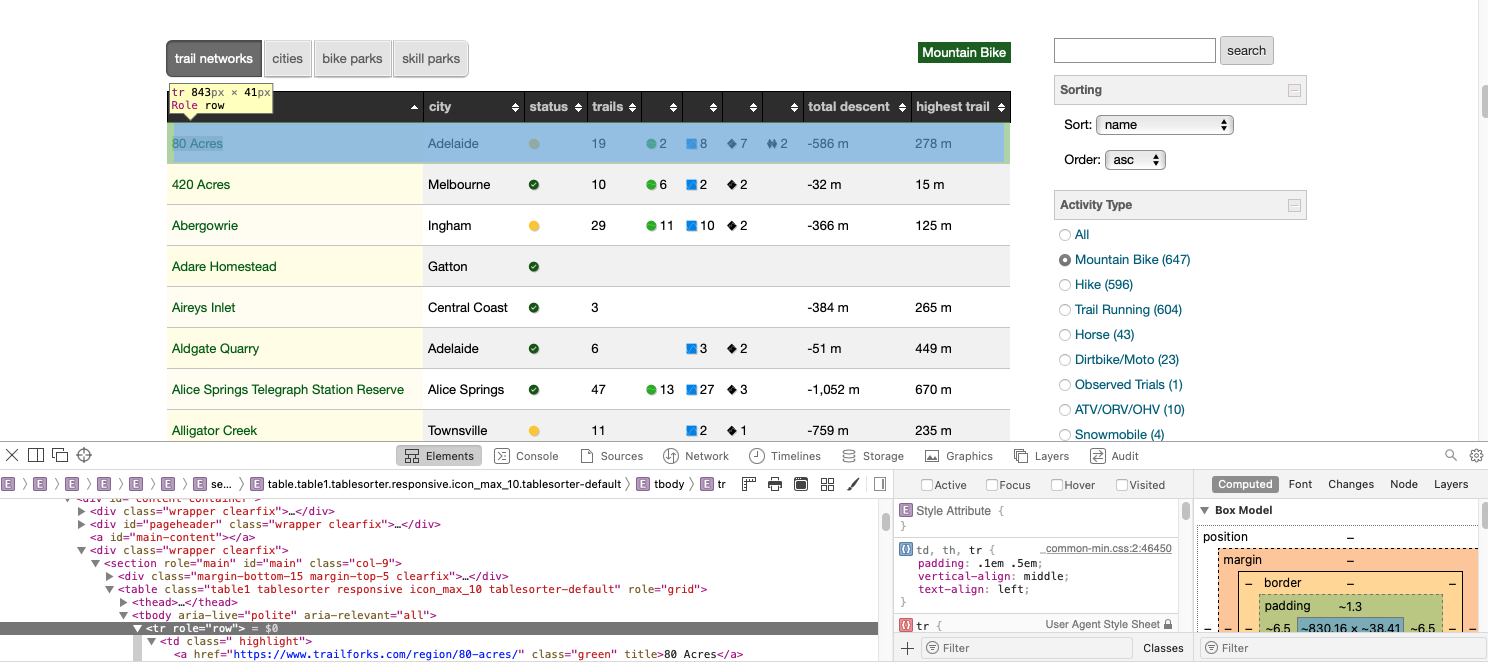 trail networks cities bike parks skill parks Mountain Bike search
tr 843px × 41px
Role row
city status trails total descent highest trail
80 Acres Adelaide 19 2 8 7 2 -586 m 278 m
420 Acres Melbourne 10 6 2 2 -32 m 15 m
Abergowrie Ingham 29 11 10 2 -366 m 125 m
Adare Homestead Gatton
Aireys Inlet Central Coast 3 -384 m 265 m
Aldgate Quarry Adelaide 6 3 2 -51 m 449 m
Alice Springs Telegraph Station Reserve Alice Springs 47 13 27 3 -1,052 m 670 m
Alligator Creek Townsville 11 2 1 -759 m 235 m
Sorting
Sort: name
Order: asc
Activity Type
All
Mountain Bike (647)
Hike (596)
Trail Running (604)
Horse (43)
Dirtbike/Moto (23)
Observed Trials (1)
ATV/ORV/OHV (10)
Snowmobile (4)
Elements Console Sources Network Timelines Storage Graphics Layers Audit
E E E E E E E se... E table.table1.tablesorter.responsive.icon_max_10.tablesorter-default E tbody E tr
<div id="content-container">
<div class="wrapper clearfix">…</div>
<div id="pageheader" class="wrapper clearfix">…</div>
<a id="main-content"></a>
<div class="wrapper clearfix">
<section role="main" id="main" class="col-9">
<div class="margin-bottom-15 margin-top-5 clearfix">…</div>
<table class="table1 tablesorter responsive icon_max_10 tablesorter-default" role="grid">
<thead>…</thead>
<tbody aria-live="polite" aria-relevant="all">
<tr role="row"> = $0
<td class=" highlight">
<a href="https://www.trailforks.com/region/80-acres/" class="green" title>80 Acres</a>
Active Focus Hover Visited
E Style Attribute {
}
td, th, tr { …common-min.css:2:46450
padding: .1em .5em;
vertical-align: middle;
text-align: left;
}
tr { User Agent Style Sheet
Filter Classes
Computed Font Changes Node Layers
Box Model
position –
margin –
– border – –
padding ~1.3
– – ~6.5 ~830.16 × ~38.41 ~6.5 – –
Filter